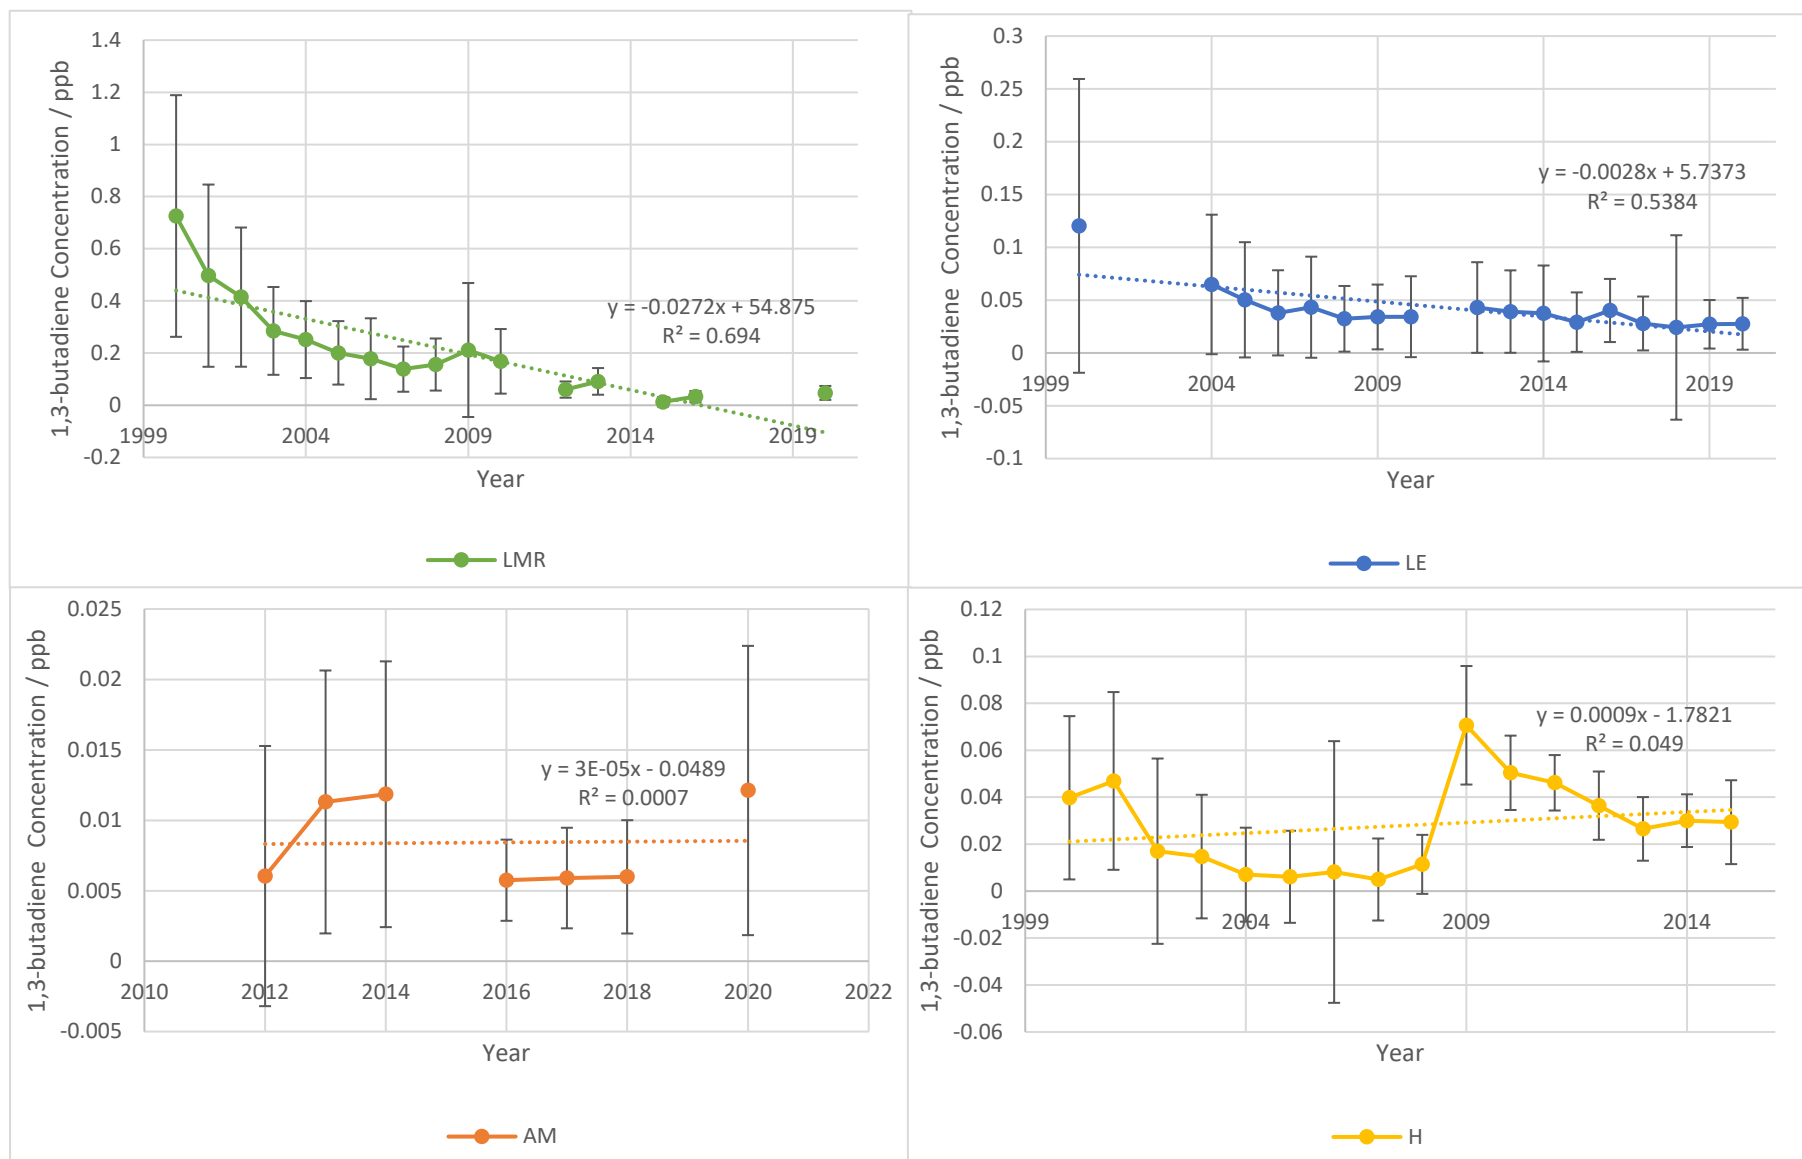 1,3-butadiene Concentration / ppb
1.4
1.2
1
0.8
0.6
0.4
0.2
0
-0.2
1999
2004
2009
2014
2019
y = -0.0272x + 54.875
R² = 0.694
Year
LMR
1,3-butadiene Concentration / ppb
0.3
0.25
0.2
0.15
0.1
0.05
0
-0.05
-0.1
1999
2004
2009
2014
2019
y = -0.0028x + 5.7373
R² = 0.5384
Year
LE
1,3-butadiene Concentration / ppb
0.025
0.02
0.015
0.01
0.005
0
-0.005
2010
2012
2014
2016
2018
2020
2022
y = 3E-05x - 0.0489
R² = 0.0007
Year
AM
1,3-butadiene Concentration / ppb
0.12
0.1
0.08
0.06
0.04
0.02
0
-0.02
-0.04
-0.06
1999
2004
2009
2014
y = 0.0009x - 1.7821
R² = 0.049
Year
H